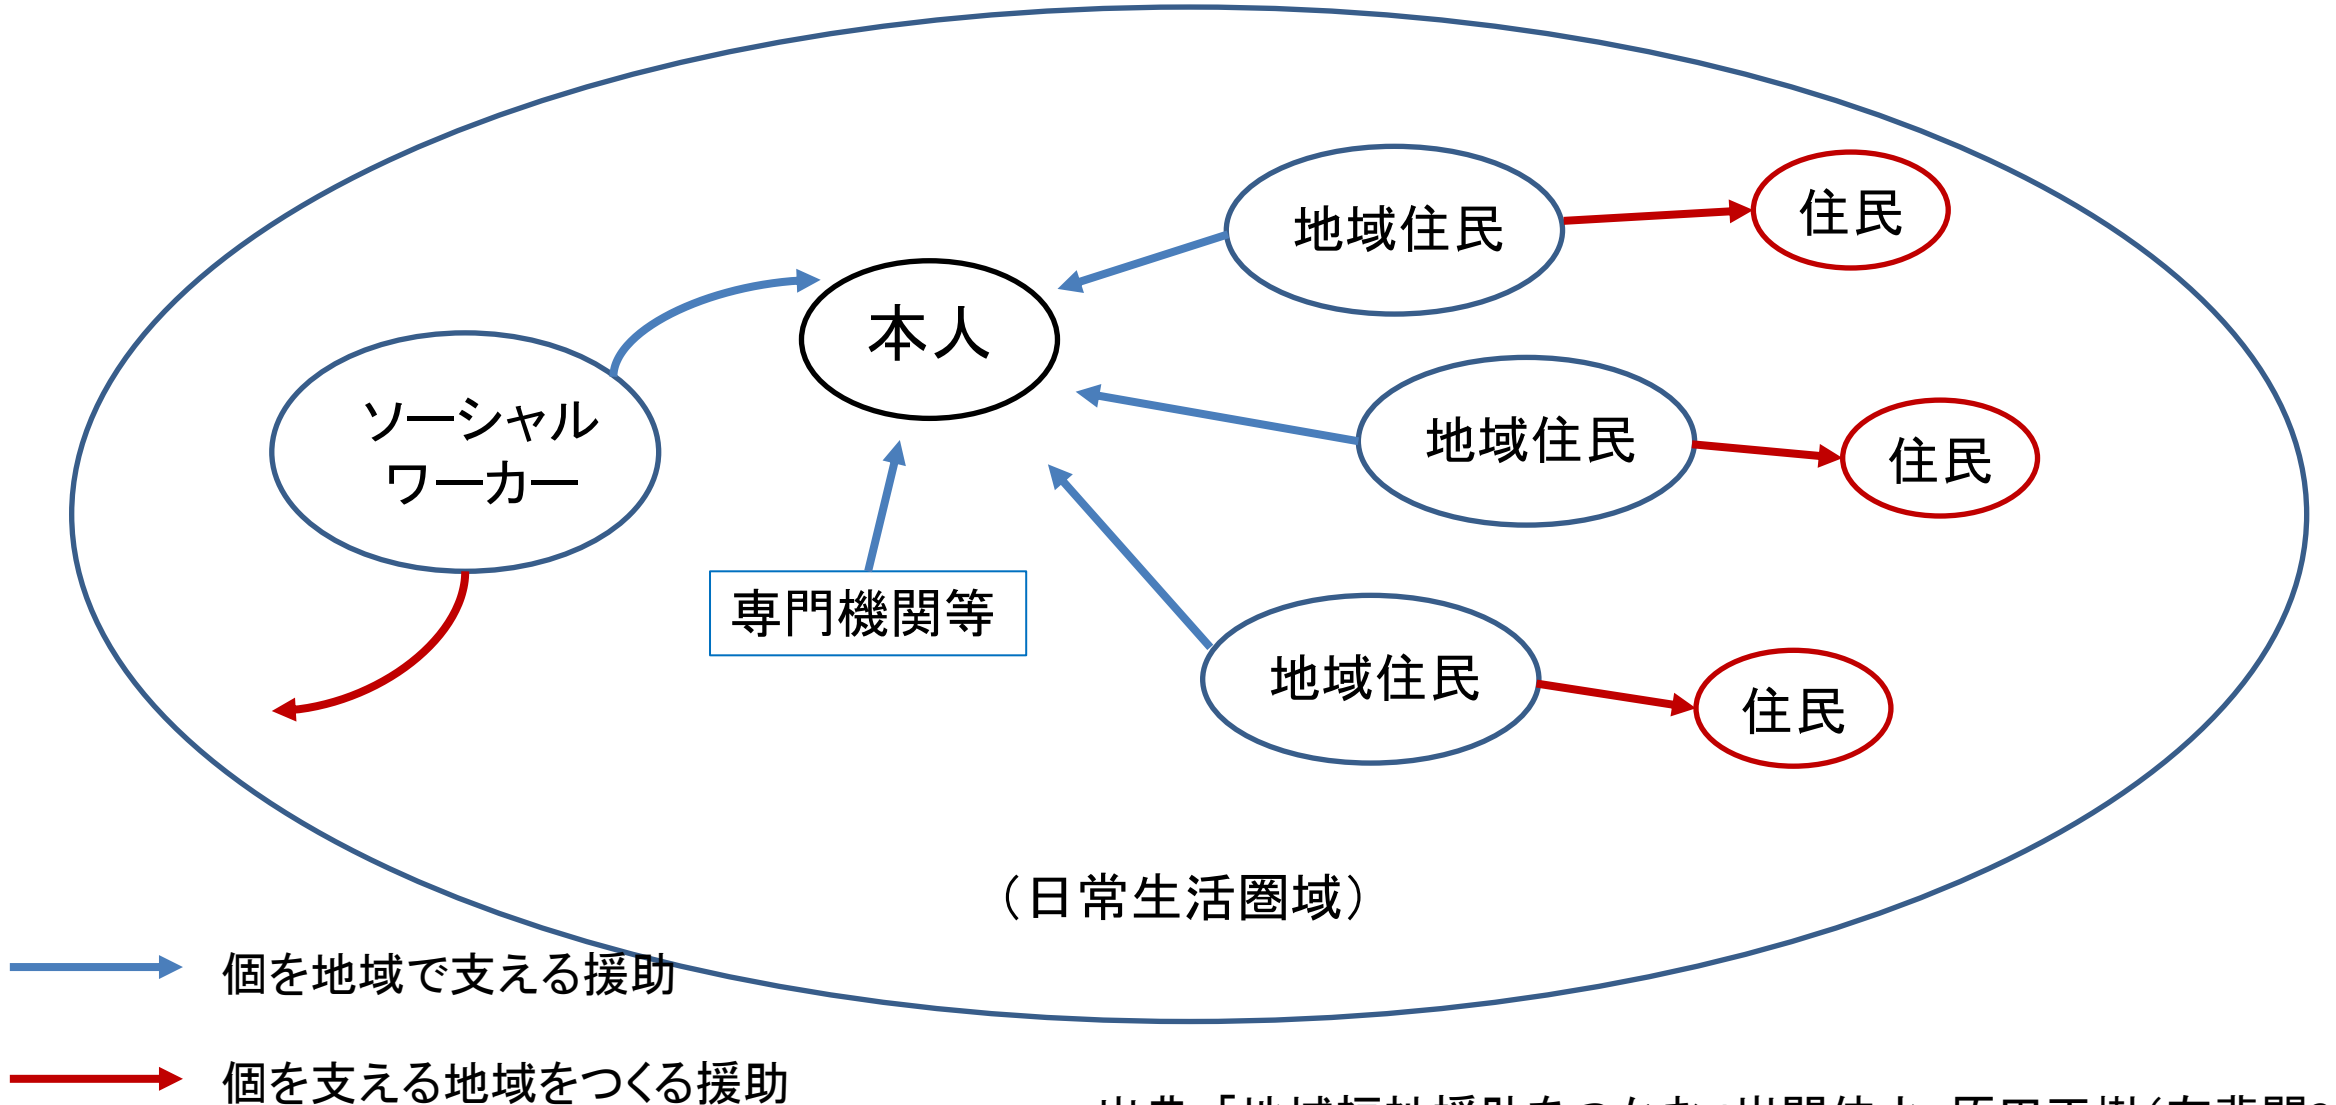 地域住民
住民
本人
ソーシャル
ワーカー
地域住民
住民
専門機関等
地域住民
住民
（日常生活圏域）
個を地域で支える援助
個を支える地域をつくる援助